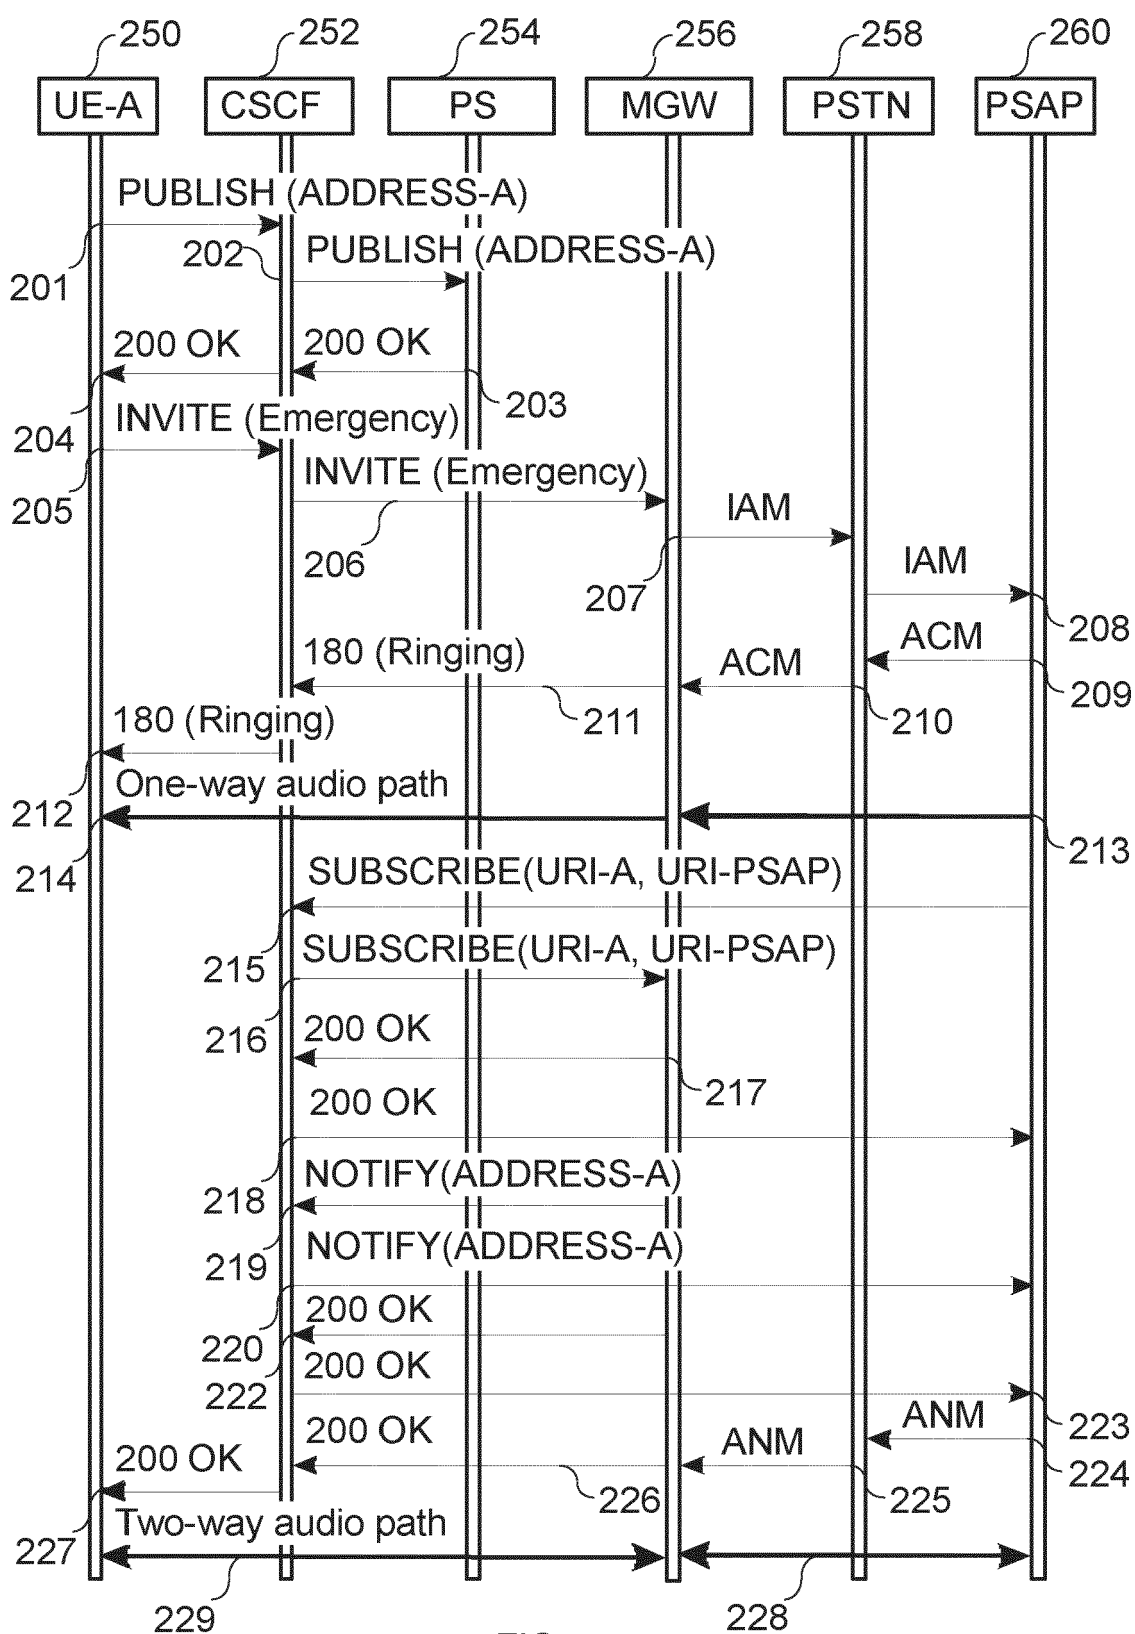 250 252 254 256 258 260
UE-A CSCF PS MGW PSTN PSAP
PUBLISH (ADDRESS-A)
202 PUBLISH (ADDRESS-A)
201
200 OK 200 OK
203
INVITE (Emergency)
204
INVITE (Emergency)
205
IAM
206
IAM
207
208
180 (Ringing) ACM ACM
209
211 210
180 (Ringing)
One-way audio path
212
213
214
SUBSCRIBE(URI-A, URI-PSAP)
SUBSCRIBE(URI-A, URI-PSAP)
215
200 OK
216
217
200 OK
NOTIFY(ADDRESS-A)
218
NOTIFY(ADDRESS-A)
219
200 OK
220
200 OK
222
223
ANM
200 OK ANM
200 OK
224
226 225
Two-way audio path
227
229 228